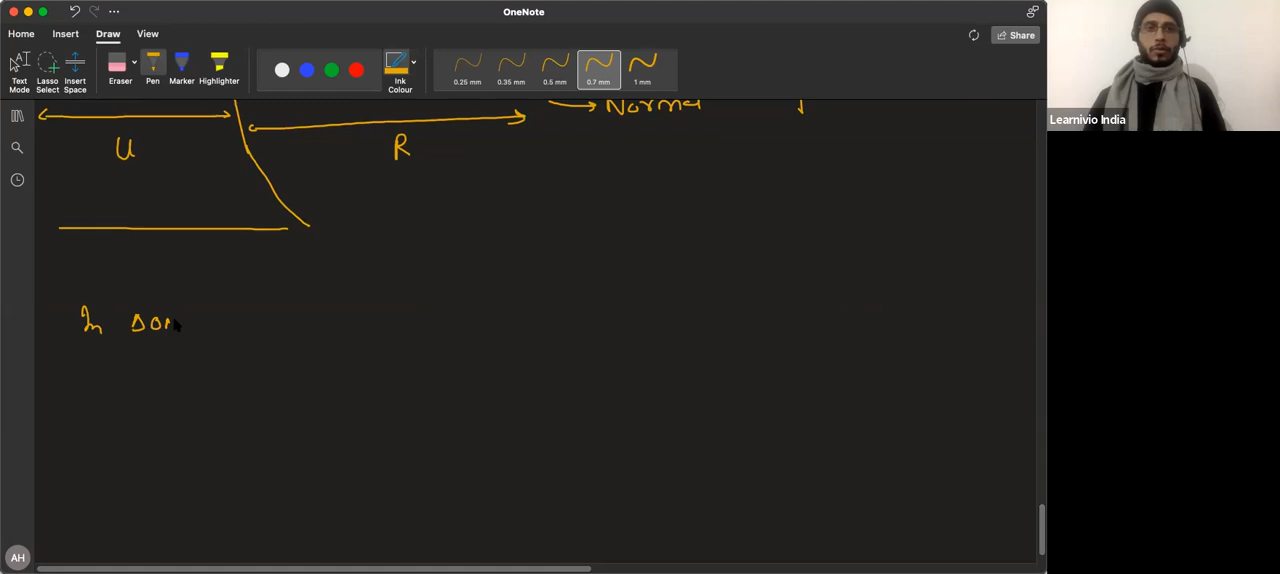 OneNote
Home Insert Draw View
Share
Text Mode
Lasso Select
Insert Space
Eraser
Pen
Marker
Highlighter
Ink Colour
0.25 mm 0.35 mm 0.5 mm 0.7 mm 1 mm
Normal
U R
In som
AH
Learnivio India